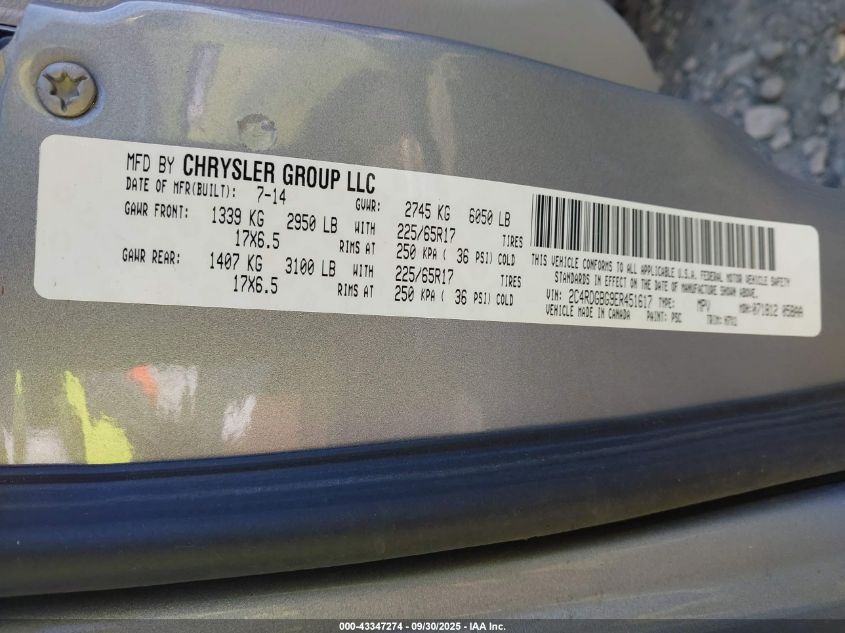 MFD BY CHRYSLER GROUP LLC
DATE OF MFR(BUILT): 7-14 GVWR: 2745 KG 6050 LB
GAWR FRONT: 1339 KG 2950 LB WITH 225/65R17 TIRES
17X6.5 RIMS AT 250 KPA ( 36 PSI) COLD
GAWR REAR: 1407 KG 3100 LB WITH 225/65R17 TIRES
17X6.5 RIMS AT 250 KPA ( 36 PSI) COLD
THIS VEHICLE CONFORMS TO ALL APPLICABLE U.S.A. FEDERAL MOTOR VEHICLE SAFETY
STANDARDS IN EFFECT ON THE DATE OF MANUFACTURE SHOWN ABOVE.
VIN: 2C4RDGBG9ER451617 TYPE: MPV MDH: 071812 058AA
VEHICLE MADE IN CANADA PAINT: PSC TRIM:
000-43347274 - 09/30/2025 - IAA Inc.